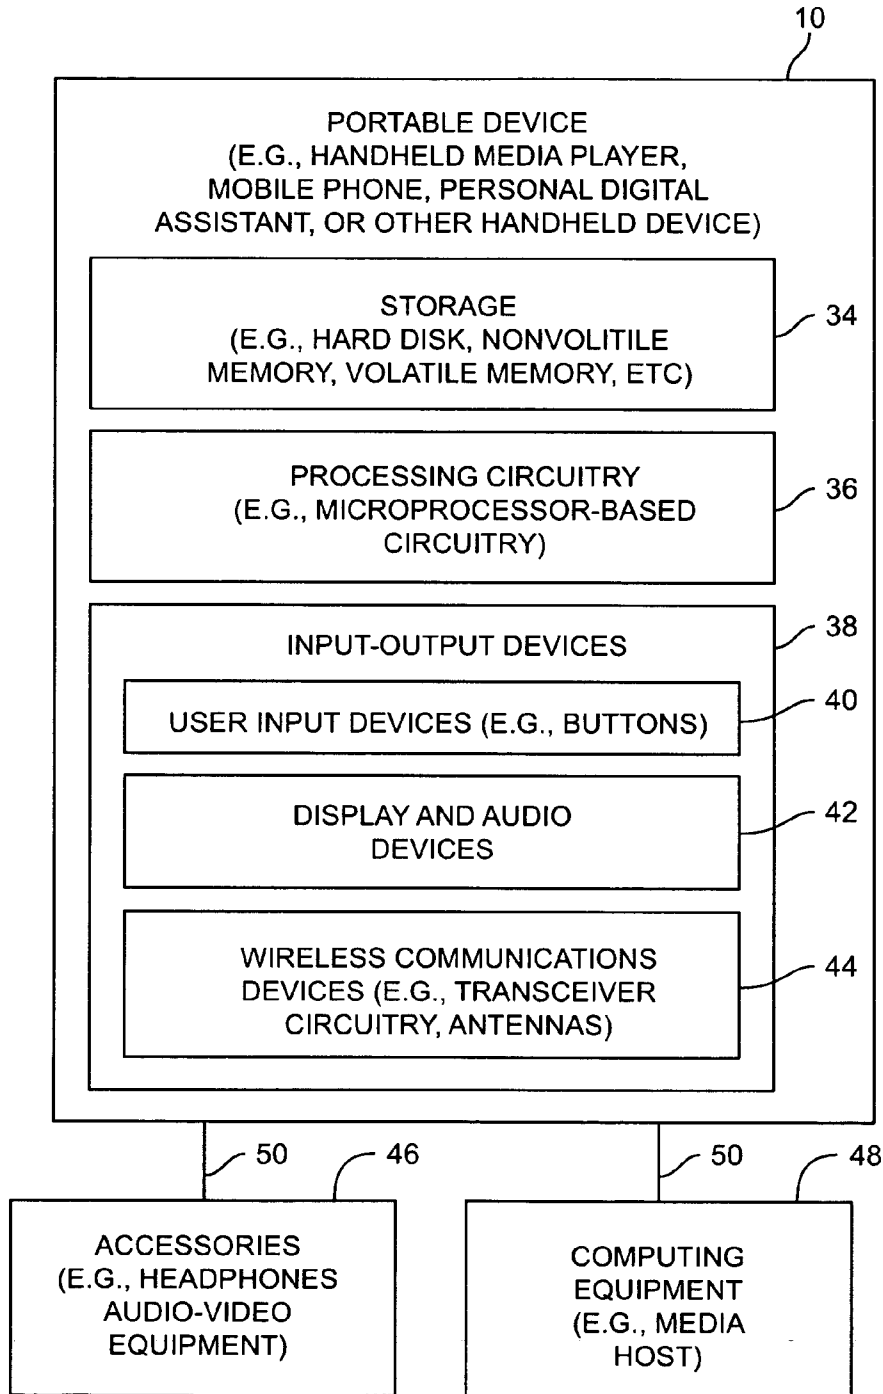 10
PORTABLE DEVICE
(E.G., HANDHELD MEDIA PLAYER,
MOBILE PHONE, PERSONAL DIGITAL
ASSISTANT, OR OTHER HANDHELD DEVICE)
STORAGE
(E.G., HARD DISK, NONVOLITILE
MEMORY, VOLATILE MEMORY, ETC)
34
PROCESSING CIRCUITRY
(E.G., MICROPROCESSOR-BASED
CIRCUITRY)
36
INPUT-OUTPUT DEVICES
38
USER INPUT DEVICES (E.G., BUTTONS)
40
DISPLAY AND AUDIO
DEVICES
42
WIRELESS COMMUNICATIONS
DEVICES (E.G., TRANSCEIVER
CIRCUITRY, ANTENNAS)
44
50
46
50
48
ACCESSORIES
(E.G., HEADPHONES
AUDIO-VIDEO
EQUIPMENT)
COMPUTING
EQUIPMENT
(E.G., MEDIA
HOST)